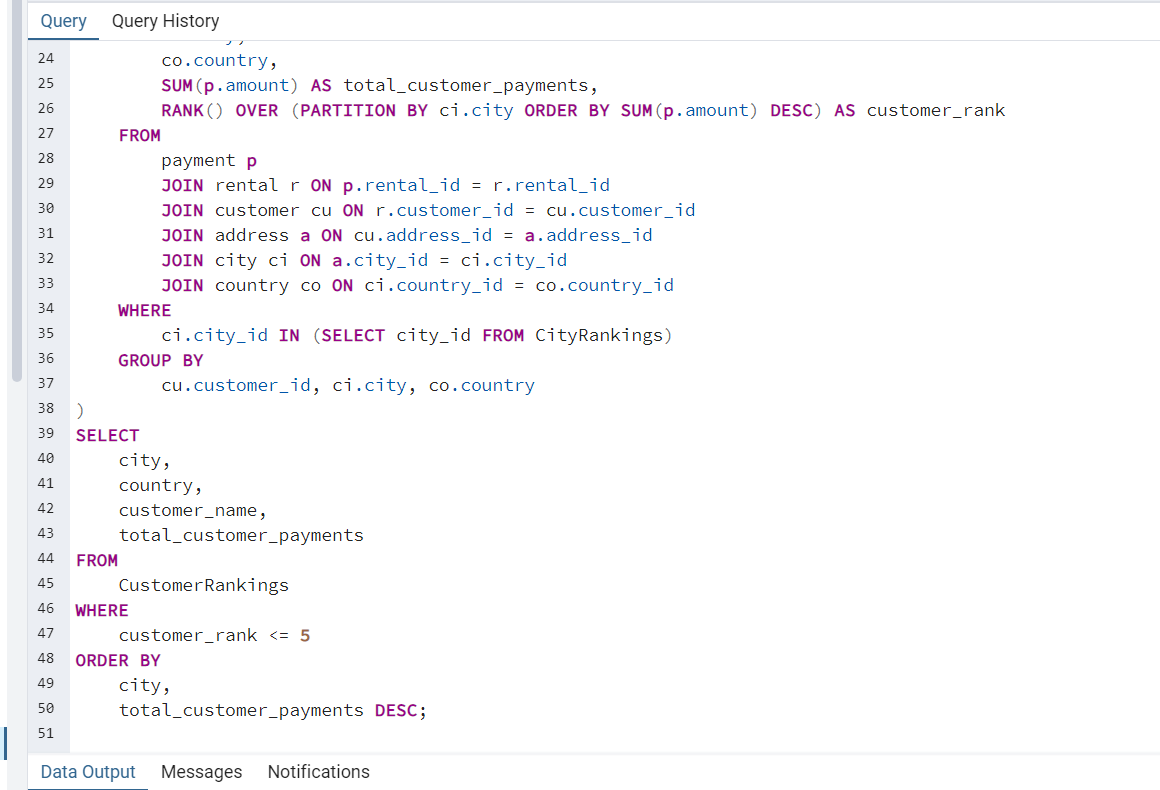 Query Query History
24 co.country,
25 SUM(p.amount) AS total_customer_payments,
26 RANK() OVER (PARTITION BY ci.city ORDER BY SUM(p.amount) DESC) AS customer_rank
27 FROM
28 payment p
29 JOIN rental r ON p.rental_id = r.rental_id
30 JOIN customer cu ON r.customer_id = cu.customer_id
31 JOIN address a ON cu.address_id = a.address_id
32 JOIN city ci ON a.city_id = ci.city_id
33 JOIN country co ON ci.country_id = co.country_id
34 WHERE
35 ci.city_id IN (SELECT city_id FROM CityRankings)
36 GROUP BY
37 cu.customer_id, ci.city, co.country
38 )
39 SELECT
40 city,
41 country,
42 customer_name,
43 total_customer_payments
44 FROM
45 CustomerRankings
46 WHERE
47 customer_rank <= 5
48 ORDER BY
49 city,
50 total_customer_payments DESC;
51
Data Output Messages Notifications